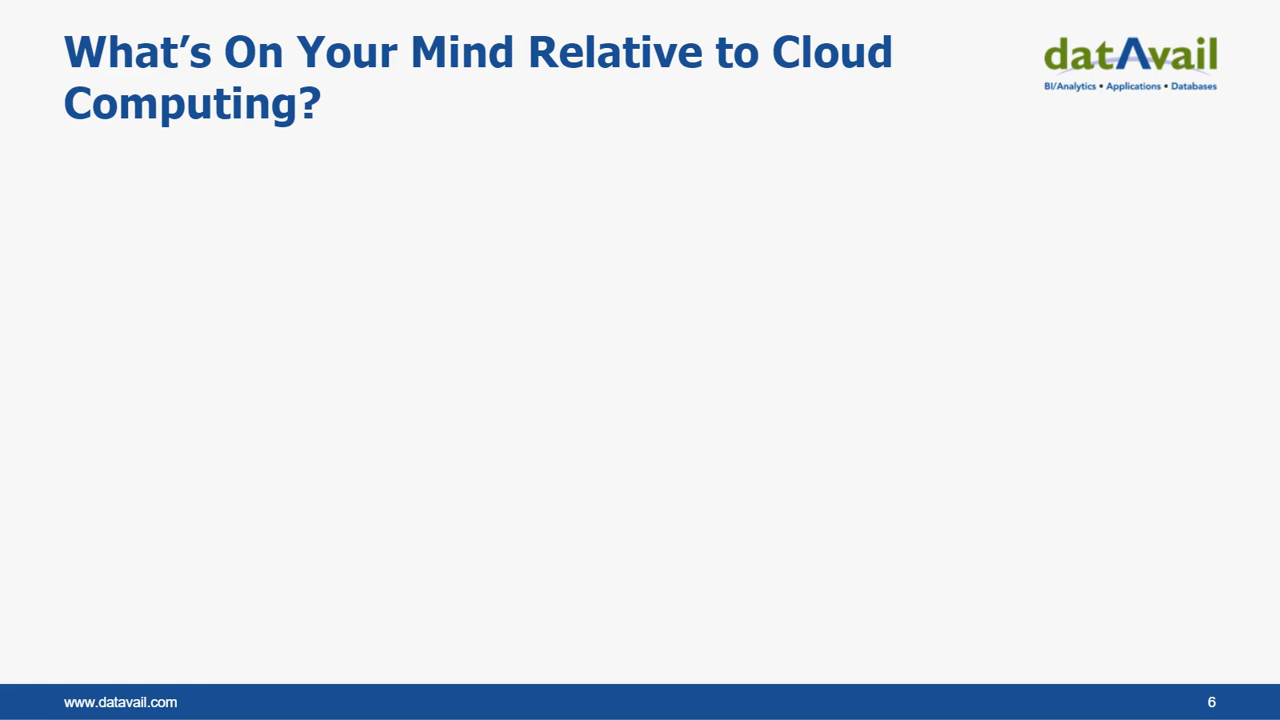 What’s On Your Mind Relative to Cloud
Computing?
datAvail
BI/Analytics • Applications • Databases
www.datavail.com
6